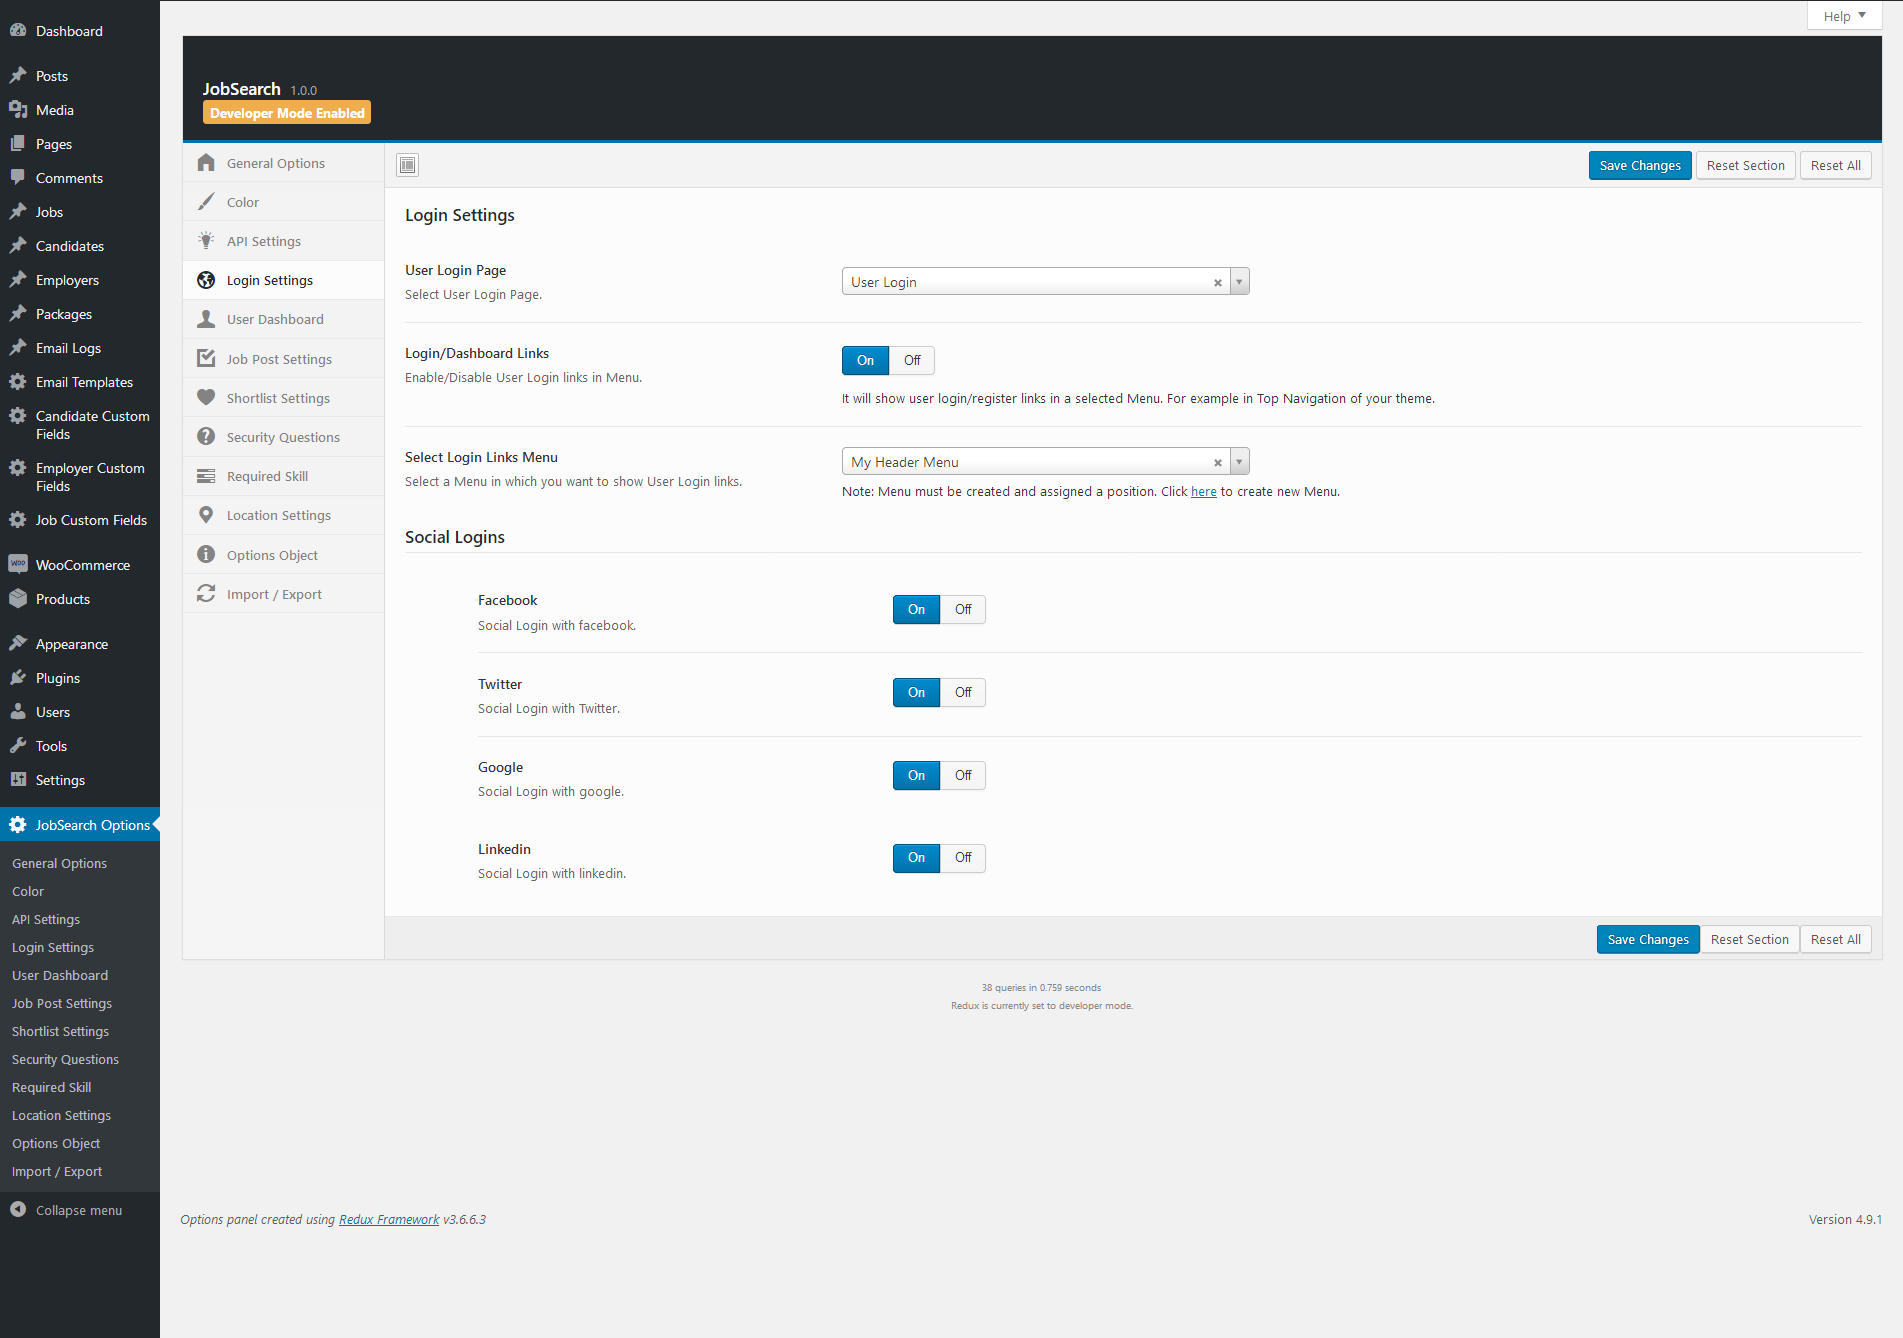 Dashboard
Posts
Media
Pages
Comments
Jobs
Candidates
Employers
Packages
Email Logs
Email Templates
Candidate Custom
Fields
Employer Custom
Fields
Job Custom Fields
WOO WooCommerce
Products
Appearance
Plugins
Users
Tools
Settings
JobSearch Options
General Options
Color
API Settings
Login Settings
User Dashboard
Job Post Settings
Shortlist Settings
Security Questions
Required Skill
Location Settings
Options Object
Import / Export
Collapse menu
Help
JobSearch 1.0.0
Developer Mode Enabled
General Options
Color
API Settings
Login Settings
User Dashboard
Job Post Settings
Shortlist Settings
Security Questions
Required Skill
Location Settings
Options Object
Import / Export
Save Changes Reset Section Reset All
Login Settings
User Login Page
Select User Login Page.
User Login
Login/Dashboard Links
Enable/Disable User Login links in Menu.
On Off
It will show user login/register links in a selected Menu. For example in Top Navigation of your theme.
Select Login Links Menu
Select a Menu in which you want to show User Login links.
My Header Menu
Note: Menu must be created and assigned a position. Click here to create new Menu.
Social Logins
Facebook
Social Login with facebook.
On Off
Twitter
Social Login with Twitter.
On Off
Google
Social Login with google.
On Off
Linkedin
Social Login with linkedin.
On Off
Save Changes Reset Section Reset All
38 queries in 0.759 seconds
Redux is currently set to developer mode.
Options panel created using Redux Framework v3.6.6.3
Version 4.9.1